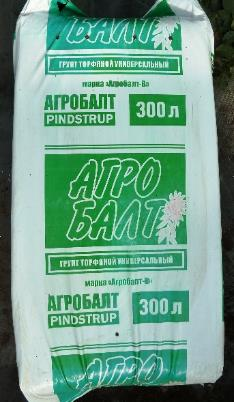 БАЛТ
ГРУНТ ТОРФЯНОЙ УНИВЕРСАЛЬНЫЙ
марка «Агробалт-В»
АГРОБАЛТ
PINDSTRUP
300 л
АГРО
БАЛТ
ГРУНТ ТОРФЯНОЙ УНИВЕРСАЛЬНЫЙ
марка «Агробалт-В»
АГРОБАЛТ
PINDSTRUP
300 л
АГРО